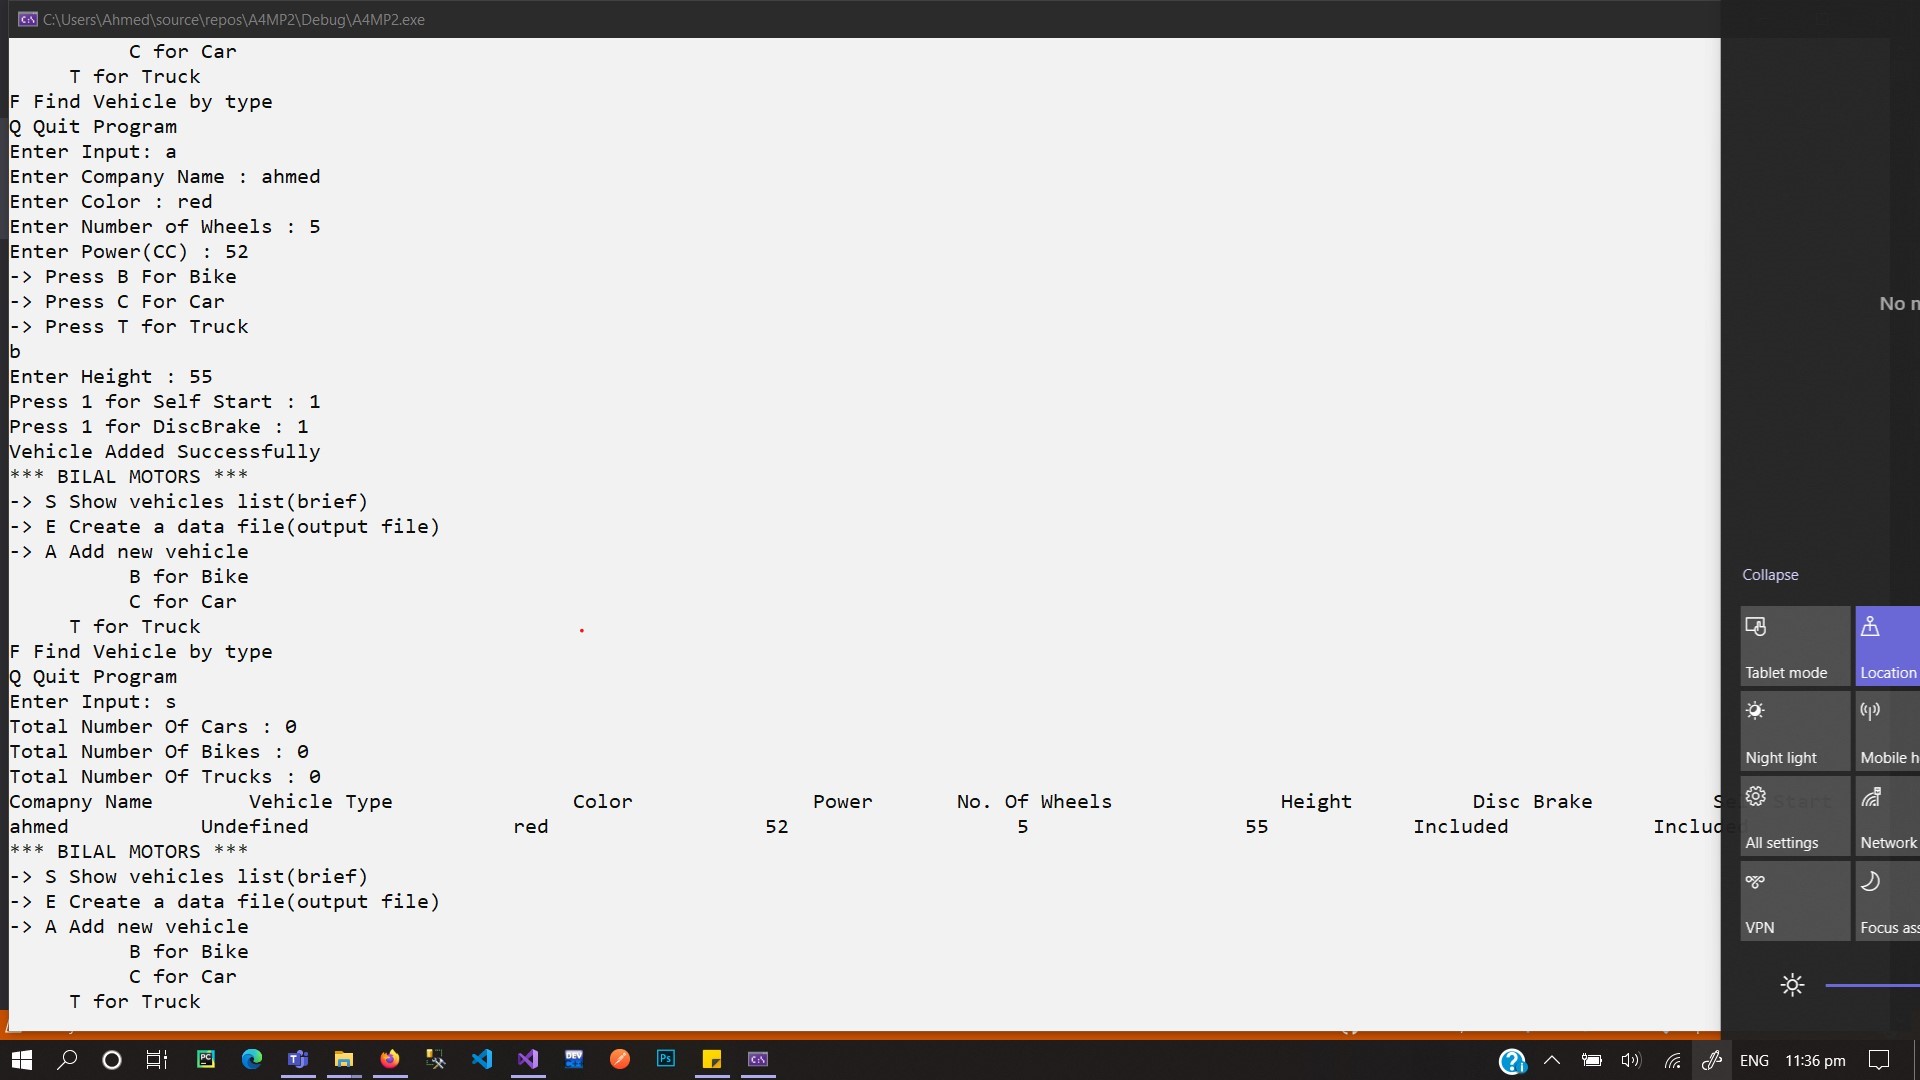 C:\Users\Ahmed\source\repos\A4MP2\Debug\A4MP2.exe
C for Car
T for Truck
F Find Vehicle by type
Q Quit Program
Enter Input: a
Enter Company Name : ahmed
Enter Color : red
Enter Number of Wheels : 5
Enter Power(CC) : 52
-> Press B For Bike
-> Press C For Car
-> Press T for Truck
b
Enter Height : 55
Press 1 for Self Start : 1
Press 1 for DiscBrake : 1
Vehicle Added Successfully
*** BILAL MOTORS ***
-> S Show vehicles list(brief)
-> E Create a data file(output file)
-> A Add new vehicle
B for Bike
C for Car
T for Truck
F Find Vehicle by type
Q Quit Program
Enter Input: s
Total Number Of Cars : 0
Total Number Of Bikes : 0
Total Number Of Trucks : 0
Comapny Name Vehicle Type Color Power No. Of Wheels Height Disc Brake
ahmed Undefined red 52 5 55 Included Included
*** BILAL MOTORS ***
-> S Show vehicles list(brief)
-> E Create a data file(output file)
-> A Add new vehicle
B for Bike
C for Car
T for Truck
No
Collapse
Tablet mode Location
Night light Mobile
All settings Network
VPN Focus
ENG 11:36 pm